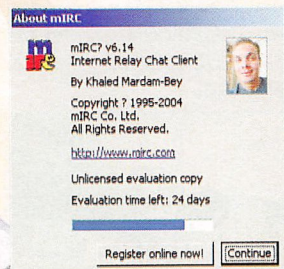 About mIRC
mIRC? v6.14
Internet Relay Chat Client
By Khaled Mardam-Bey
Copyright ? 1995-2004
mIRC Co. Ltd.
All Rights Reserved.
http://www.mirc.com
Unlicensed evaluation copy
Evaluation time left: 24 days
Register online now!
Continue